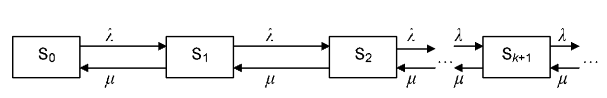 λ λ λ λ λ
S0 S1 S2 ... Sk+1 ...
μ μ μ μ μ